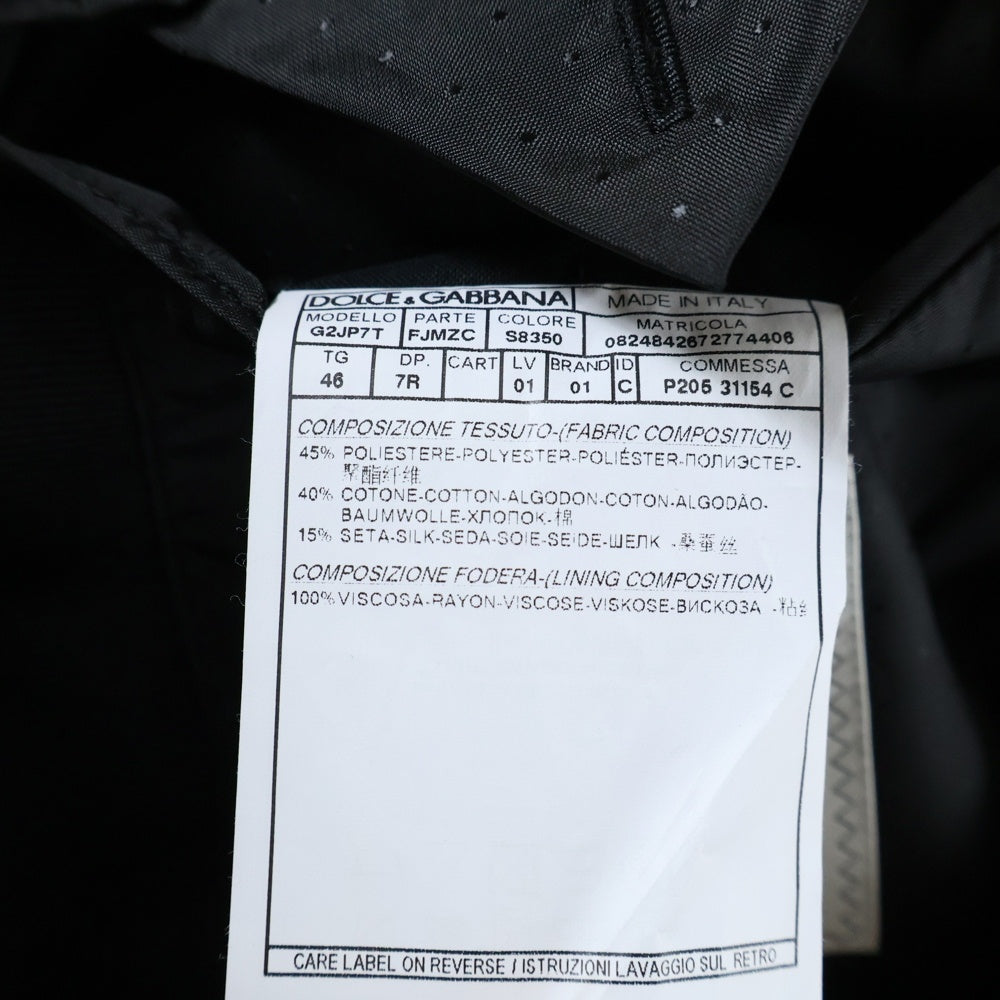 DOLCE & GABBANA MADE IN ITALY
MODELLO PARTE COLORE MATRICOLA
G2JP7T FJMZC S8350 0824842672774406
TG DP. CART LV BRAND ID COMMESSA
46 7R 01 01 C P205 31154 C
COMPOSIZIONE TESSUTO-(FABRIC COMPOSITION)
45% POLIESTERE-POLYESTER-POLIÉSTER-ПОЛИЭСТЕР-
聚酯纤维
40% COTONE-COTTON-ALGODON-COTON-ALGODÃO-
BAUMWOLLE-ХЛОПОК-棉
15% SETA-SILK-SEDA-SOIE-SEIDE-ШЕЛК -桑蚕丝
COMPOSIZIONE FODERA-(LINING COMPOSITION)
100% VISCOSA-RAYON-VISCOSE-VISKOSE-ВИСКОЗА -粘
CARE LABEL ON REVERSE / ISTRUZIONI LAVAGGIO SUL RETRO